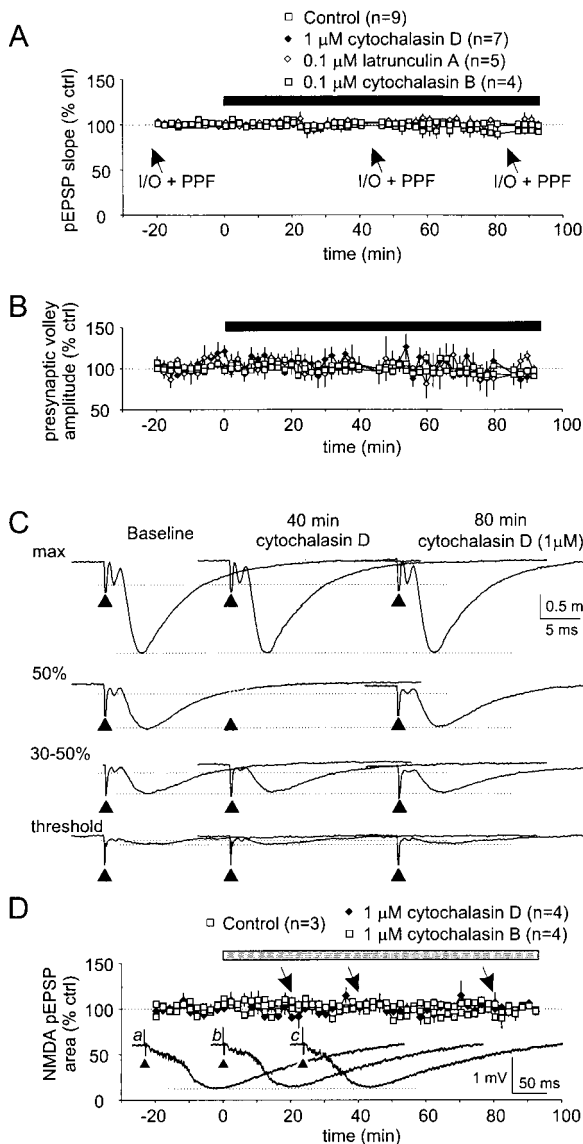 A
Control (n=9)
1 μM cytochalasin D (n=7)
0.1 μM latrunculin A (n=5)
0.1 μM cytochalasin B (n=4)
pEPSP slope (% ctrl)
150
100
50
0
I/O + PPF
I/O + PPF
I/O + PPF
-20 0 20 40 60 80 100
time (min)
B
presynaptic volley
amplitude (% ctrl)
150
100
50
-20 0 20 40 60 80 100
time (min)
C
Baseline
40 min
cytochalasin D
80 min
cytochalasin D (1μM)
max
0.5 m
5 ms
50%
30-50%
threshold
D
Control (n=3)
1 μM cytochalasin D (n=4)
1 μM cytochalasin B (n=4)
NMDA pEPSP
area (% ctrl)
150
100
50
0
a
b
c
1 mV
50 ms
-20 0 20 40 60 80 100
time (min)